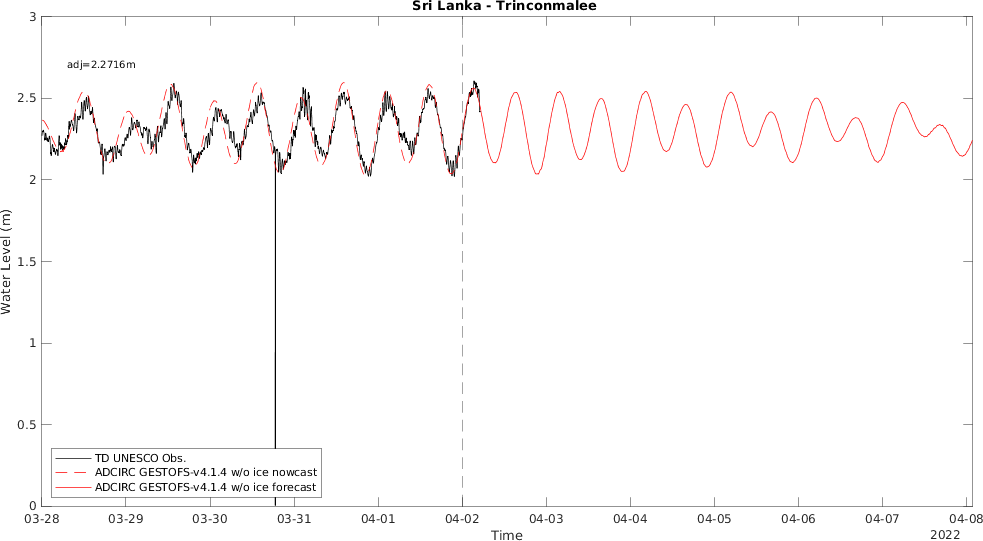 Sri Lanka - Trinconmalee
adj=2.2716m
3
2.5
2
1.5
1
0.5
0
Water Level (m)
TD UNESCO Obs.
ADCIRC GESTOFS-v4.1.4 w/o ice nowcast
ADCIRC GESTOFS-v4.1.4 w/o ice forecast
03-28 03-29 03-30 03-31 04-01 04-02 04-03 04-04 04-05 04-06 04-07 04-08
Time
2022